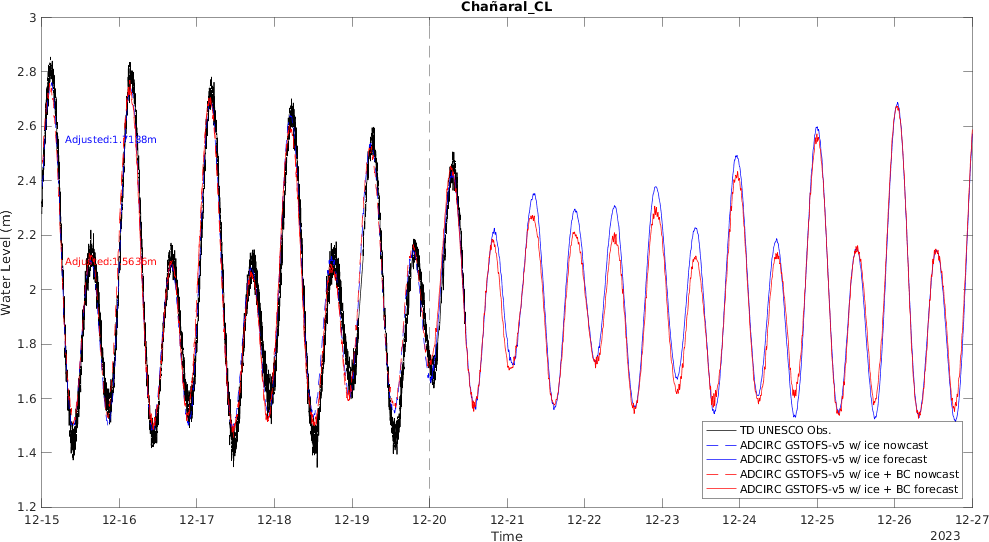 Chañaral_CL
Water Level (m)
3
2.8
2.6
2.4
2.2
2
1.8
1.6
1.4
1.2
Adjusted:1.7138m
Adjusted:1.5635m
TD UNESCO Obs.
ADCIRC GSTOFS-v5 w/ ice nowcast
ADCIRC GSTOFS-v5 w/ ice forecast
ADCIRC GSTOFS-v5 w/ ice + BC nowcast
ADCIRC GSTOFS-v5 w/ ice + BC forecast
12-15 12-16 12-17 12-18 12-19 12-20 12-21 12-22 12-23 12-24 12-25 12-26 12-27
Time
2023